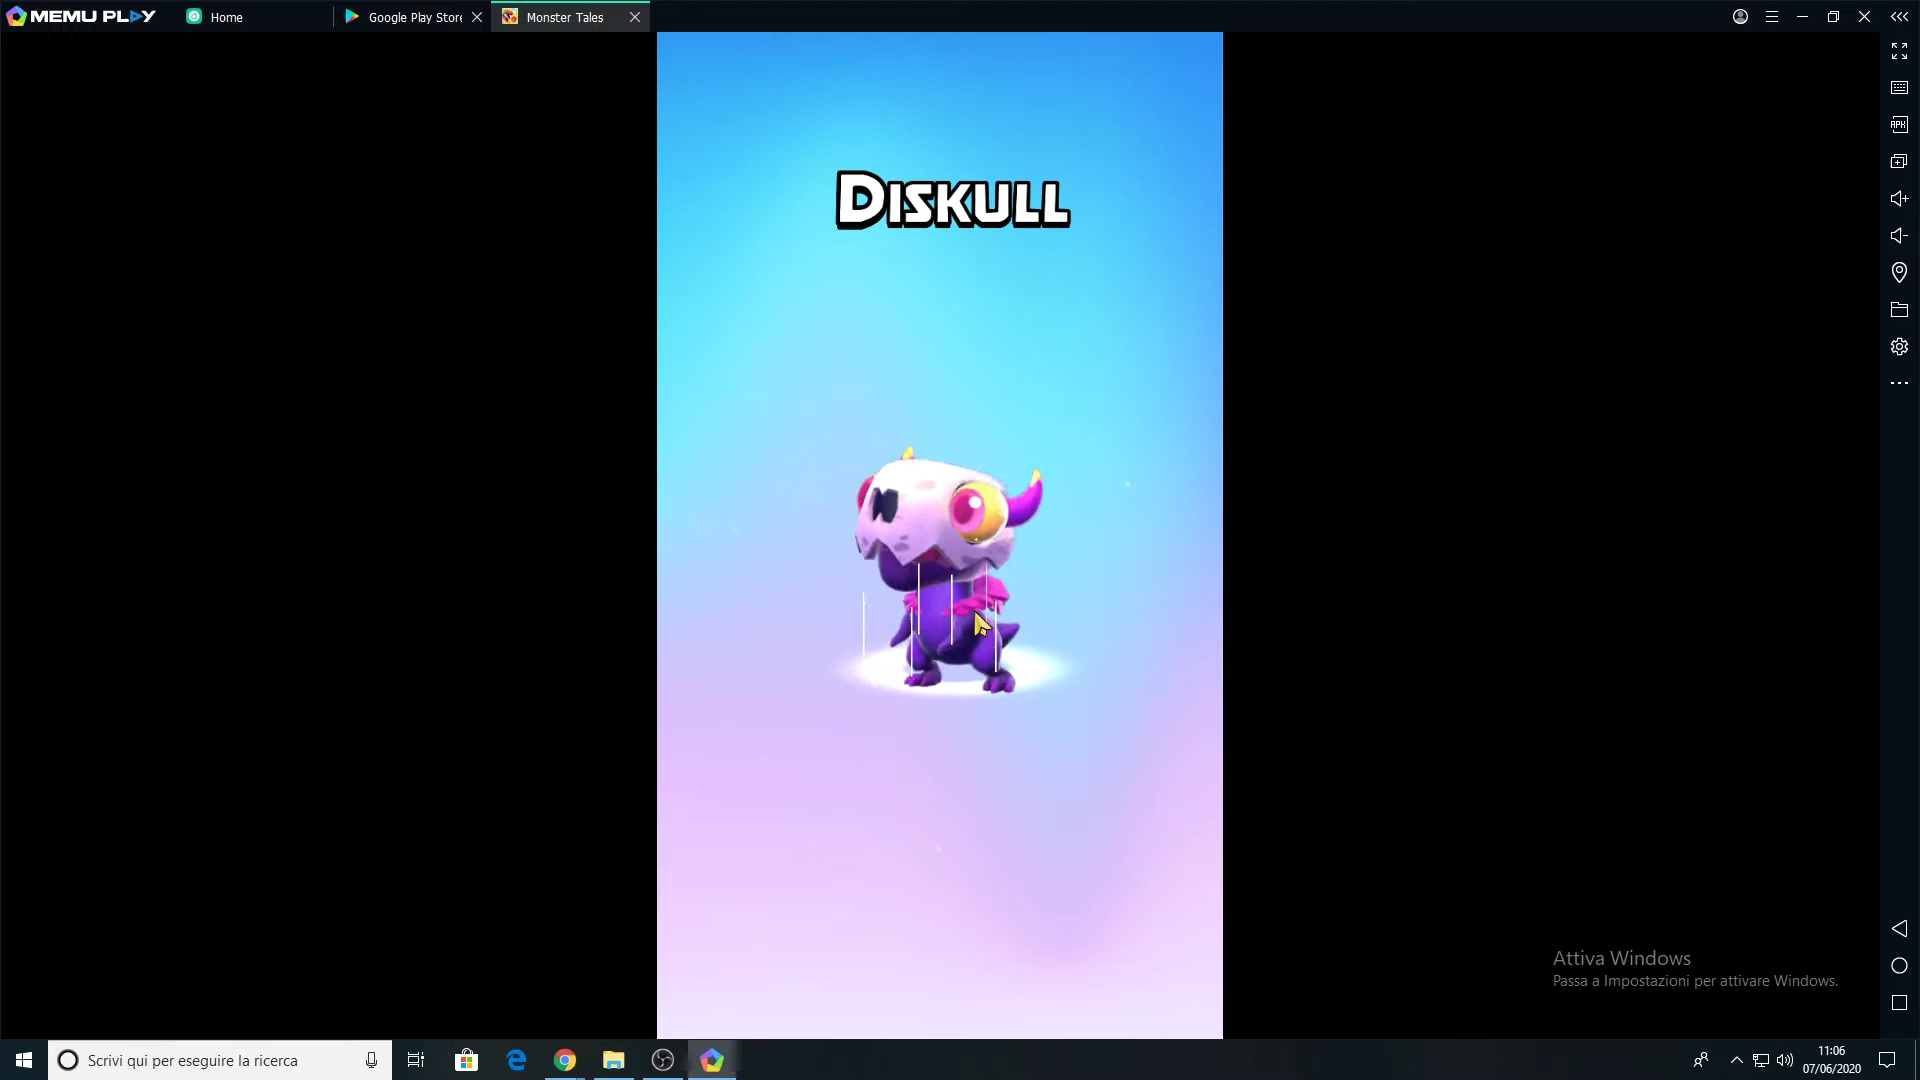 MEMU PLAY
Home
Google Play Store
Monster Tales
APK
DISKULL
Attiva Windows
Passa a Impostazioni per attivare Windows.
Scrivi qui per eseguire la ricerca
11:06
07/06/2020